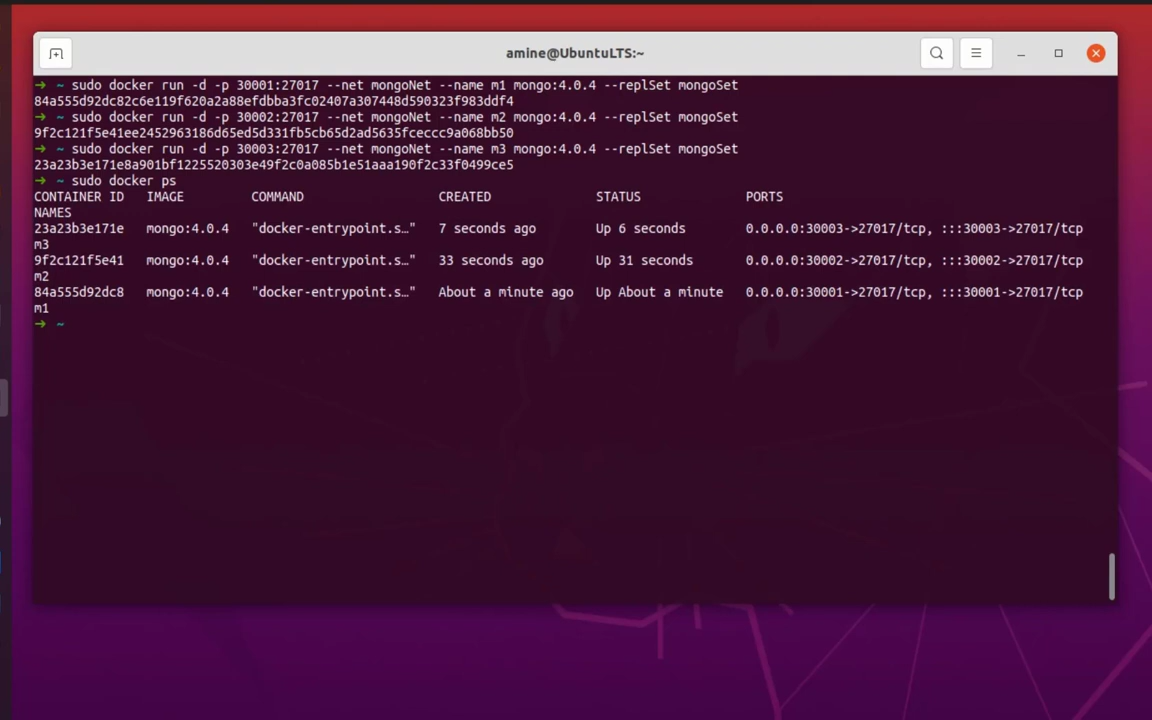 amine@UbuntuLTS:~
→ ~ sudo docker run -d -p 30001:27017 --net mongoNet --name m1 mongo:4.0.4 --replSet mongoSet
84a555d92dc82c6e119f620a2a88efdbba3fc02407a307448d590323f983ddf4
→ ~ sudo docker run -d -p 30002:27017 --net mongoNet --name m2 mongo:4.0.4 --replSet mongoSet
9f2c121f5e41ee2452963186d65ed5d331fb5cb65d2ad5635fceccc9a068bb50
→ ~ sudo docker run -d -p 30003:27017 --net mongoNet --name m3 mongo:4.0.4 --replSet mongoSet
23a23b3e171e8a901bf1225520303e49f2c0a085b1e51aaa190f2c33f0499ce5
→ ~ sudo docker ps
CONTAINER ID   IMAGE         COMMAND                  CREATED              STATUS              PORTS
NAMES
23a23b3e171e   mongo:4.0.4   "docker-entrypoint.s…"   7 seconds ago        Up 6 seconds        0.0.0.0:30003->27017/tcp, :::30003->27017/tcp
m3
9f2c121f5e41   mongo:4.0.4   "docker-entrypoint.s…"   33 seconds ago       Up 31 seconds       0.0.0.0:30002->27017/tcp, :::30002->27017/tcp
m2
84a555d92dc8   mongo:4.0.4   "docker-entrypoint.s…"   About a minute ago   Up About a minute   0.0.0.0:30001->27017/tcp, :::30001->27017/tcp
m1
→ ~